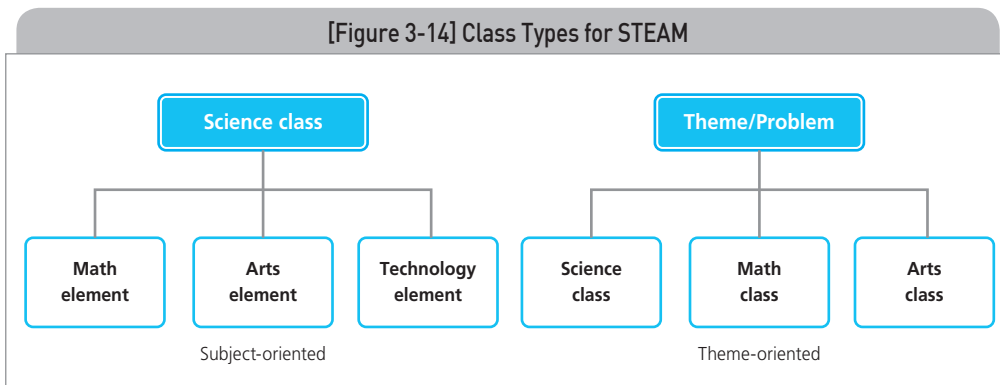 [Figure 3-14] Class Types for STEAM
Science class
Theme/Problem
Math
element
Arts
element
Technology
element
Science
class
Math
class
Arts
class
Subject-oriented
Theme-oriented